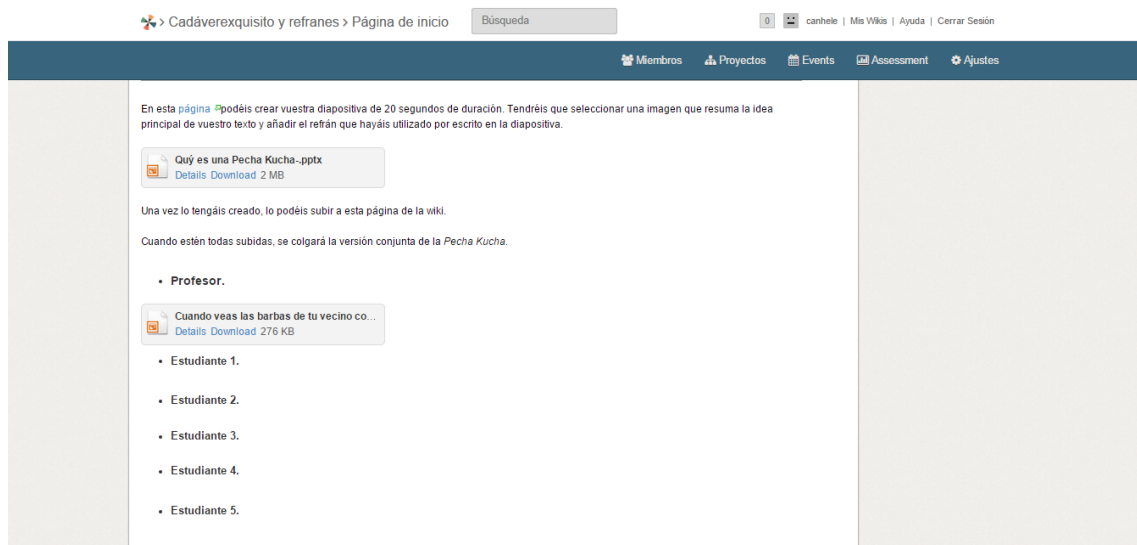 > Cadáverexquisito y refranes > Página de inicio
Búsqueda
0 canhele | Mis Wikis | Ayuda | Cerrar Sesión
Miembros Proyectos Events Assessment Ajustes
En esta página podéis crear vuestra diapositiva de 20 segundos de duración. Tendréis que seleccionar una imagen que resuma la idea
principal de vuestro texto y añadir el refrán que hayáis utilizado por escrito en la diapositiva.
Quý es una Pecha Kucha-.pptx
Details Download 2 MB
Una vez lo tengáis creado, lo podéis subir a esta página de la wiki.
Cuando estén todas subidas, se colgará la versión conjunta de la Pecha Kucha.
• Profesor.
Cuando veas las barbas de tu vecino co...
Details Download 276 KB
• Estudiante 1.
• Estudiante 2.
• Estudiante 3.
• Estudiante 4.
• Estudiante 5.